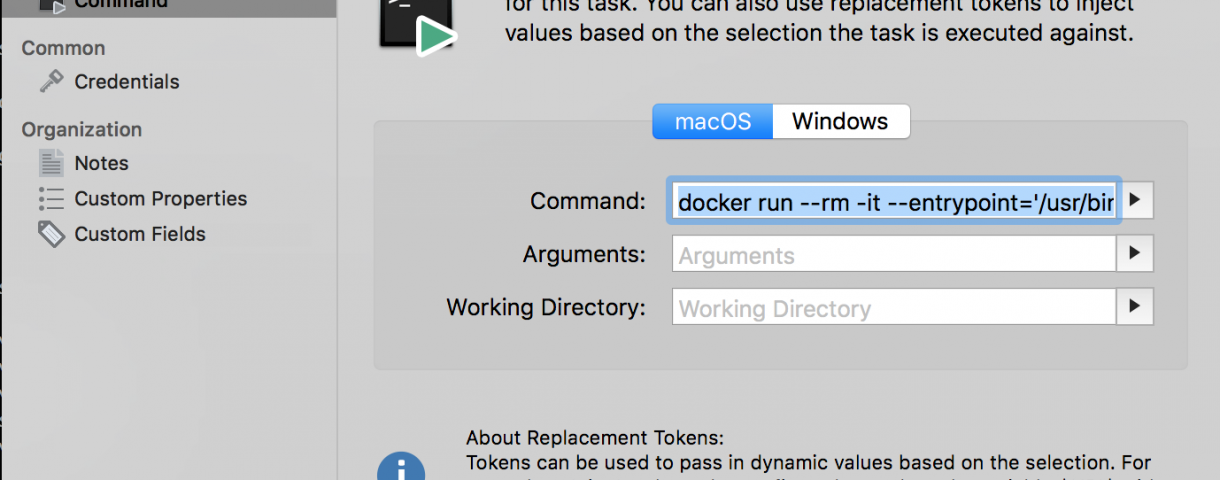 Command
for this task. You can also use replacement tokens to inject
values based on the selection the task is executed against.
Common
Credentials
Organization
Notes
Custom Properties
Custom Fields
macOS
Windows
Command:
docker run --rm -it --entrypoint='/usr/bin
Arguments:
Arguments
Working Directory:
Working Directory
About Replacement Tokens:
Tokens can be used to pass in dynamic values based on the selection. For